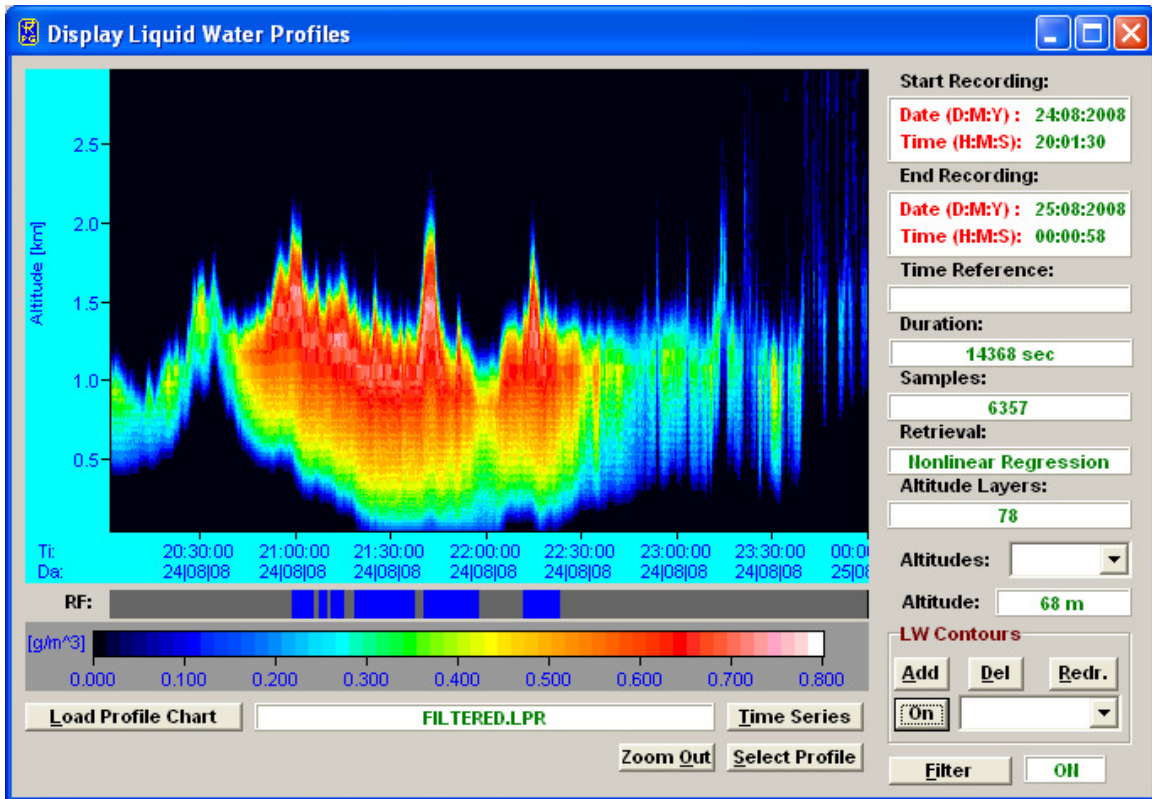 Display Liquid Water Profiles
Start Recording:
Date (D:M:Y) : 24:08:2008
Time (H:M:S): 20:01:30
End Recording:
Date (D:M:Y) : 25:08:2008
Time (H:M:S): 00:00:58
Time Reference:
Duration:
14368 sec
Samples:
6357
Retrieval:
Nonlinear Regression
Altitude Layers:
78
Altitudes:
Altitude: 68 m
LW Contours
Add Del Redr.
On
Filter ON
Altitude [km]
2.5
2.0
1.5
1.0
0.5
Ti: 20:30:00 21:00:00 21:30:00 22:00:00 22:30:00 23:00:00 23:30:00 00:0
Da: 24|08|08 24|08|08 24|08|08 24|08|08 24|08|08 24|08|08 24|08|08 25|0
RF:
[g/m^3]
0.000 0.100 0.200 0.300 0.400 0.500 0.600 0.700 0.800
Load Profile Chart FILTERED.LPR Time Series
Zoom Out Select Profile